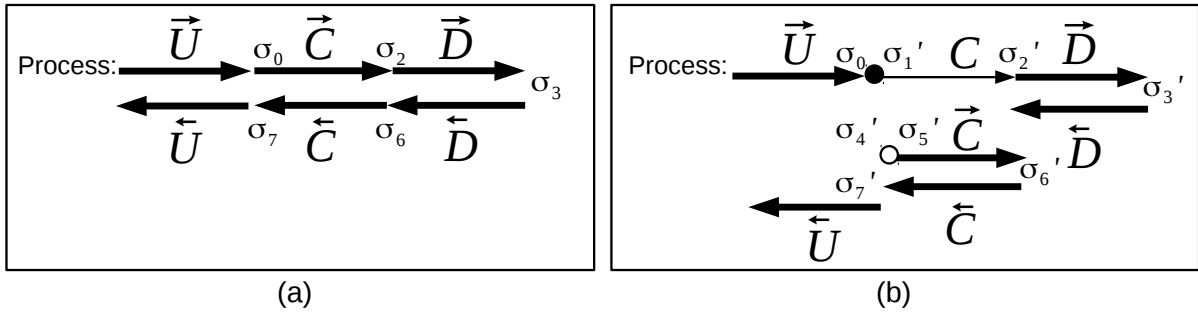 U σ₀ C σ₂ D
Process:
σ₃
U σ₇ C σ₆ D
(a)
U σ₀ σ₁' C σ₂' D
Process:
σ₃'
σ₄' σ₅' C D
σ₆'
σ₇'
U C
(b)